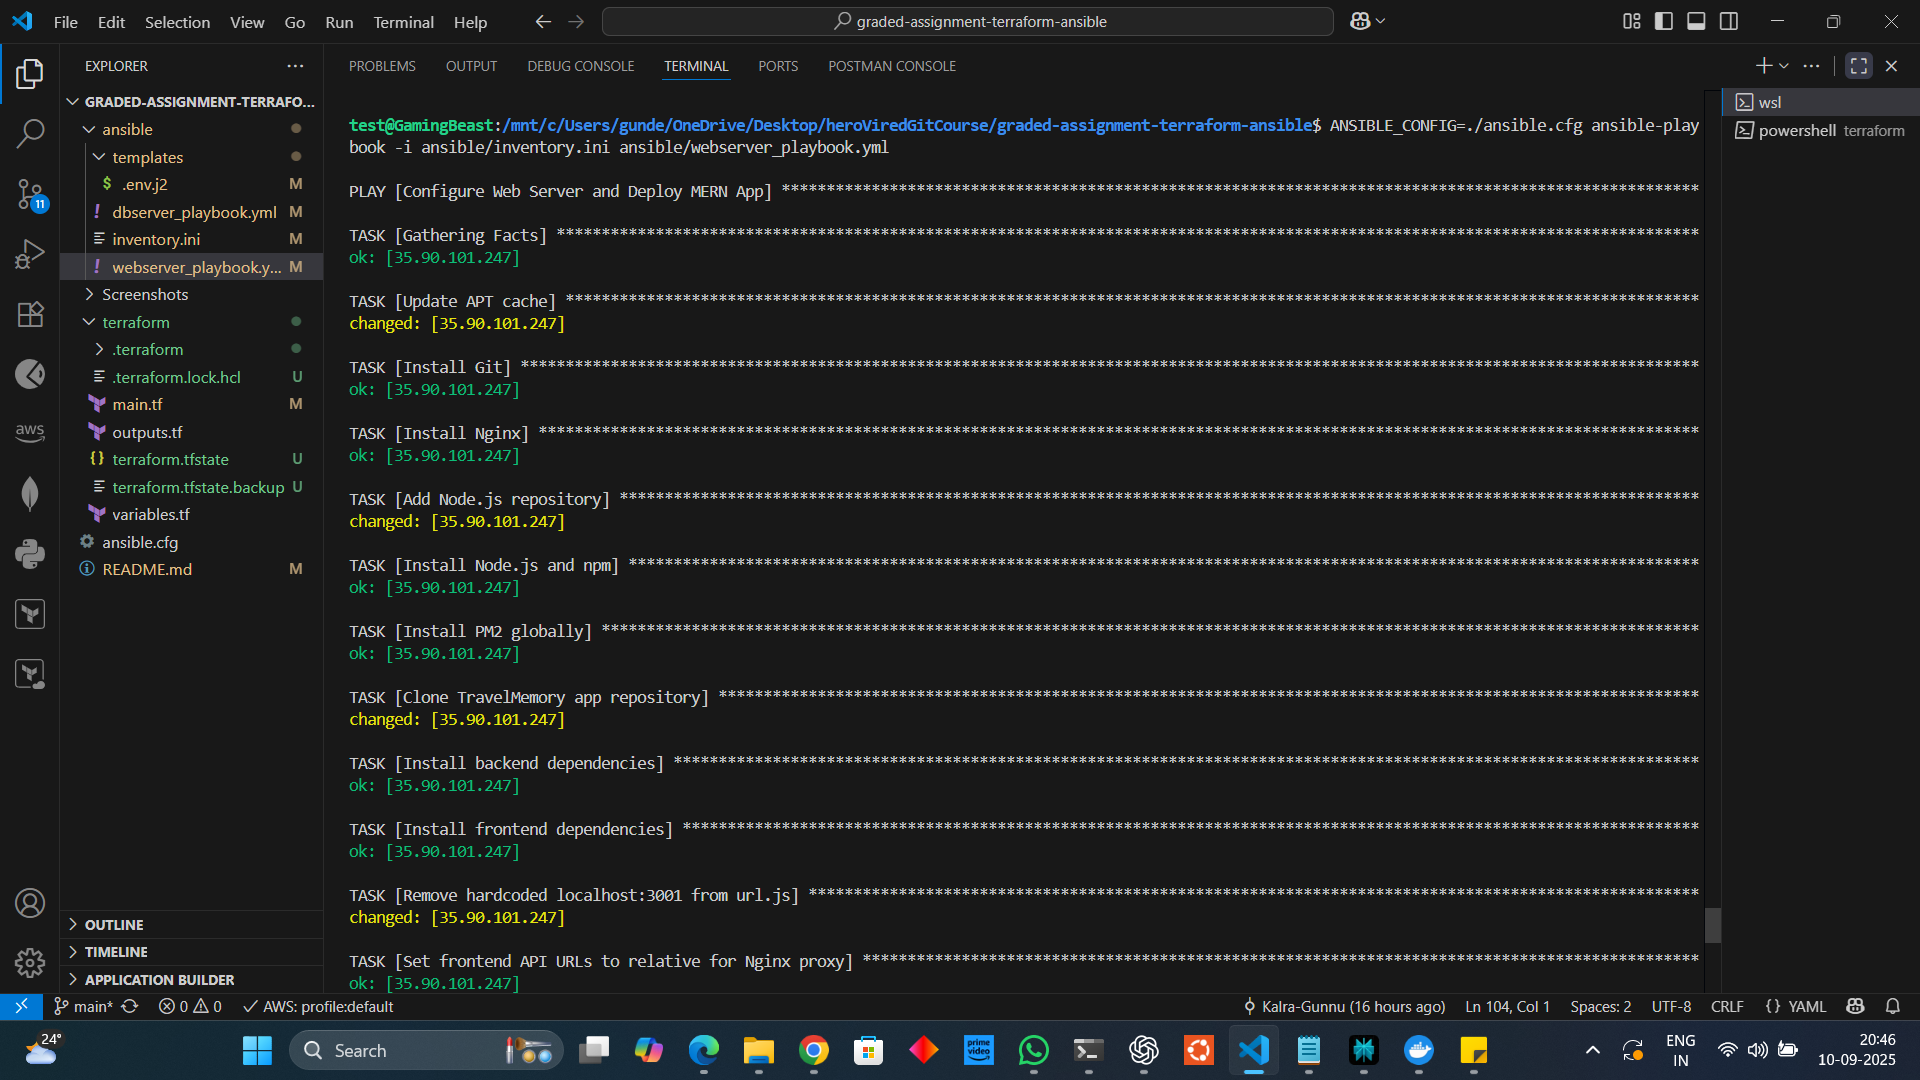 File Edit Selection View Go Run Terminal Help
graded-assignment-terraform-ansible
EXPLORER
GRADED-ASSIGNMENT-TERRAFO...
ansible
templates
$ .env.j2 M
! dbserver_playbook.yml M
inventory.ini M
! webserver_playbook.y... M
Screenshots
terraform
.terraform
.terraform.lock.hcl U
main.tf M
outputs.tf
{} terraform.tfstate U
terraform.tfstate.backup U
variables.tf
ansible.cfg
README.md M
OUTLINE
TIMELINE
APPLICATION BUILDER
11
aws
PROBLEMS OUTPUT DEBUG CONSOLE TERMINAL PORTS POSTMAN CONSOLE
test@GamingBeast:/mnt/c/Users/gunde/OneDrive/Desktop/heroViredGitCourse/graded-assignment-terraform-ansible$ ANSIBLE_CONFIG=./ansible.cfg ansible-play
book -i ansible/inventory.ini ansible/webserver_playbook.yml
PLAY [Configure Web Server and Deploy MERN App] ******************************************************************************************************
TASK [Gathering Facts] *******************************************************************************************************************************
ok: [35.90.101.247]
TASK [Update APT cache] ******************************************************************************************************************************
changed: [35.90.101.247]
TASK [Install Git] ***********************************************************************************************************************************
ok: [35.90.101.247]
TASK [Install Nginx] *********************************************************************************************************************************
ok: [35.90.101.247]
TASK [Add Node.js repository] ************************************************************************************************************************
changed: [35.90.101.247]
TASK [Install Node.js and npm] ***********************************************************************************************************************
ok: [35.90.101.247]
TASK [Install PM2 globally] **************************************************************************************************************************
ok: [35.90.101.247]
TASK [Clone TravelMemory app repository] *************************************************************************************************************
changed: [35.90.101.247]
TASK [Install backend dependencies] ******************************************************************************************************************
ok: [35.90.101.247]
TASK [Install frontend dependencies] *****************************************************************************************************************
ok: [35.90.101.247]
TASK [Remove hardcoded localhost:3001 from url.js] ***************************************************************************************************
changed: [35.90.101.247]
TASK [Set frontend API URLs to relative for Nginx proxy] *********************************************************************************************
ok: [35.90.101.247]
wsl
powershell terraform
main* 0 0 AWS: profile:default
Kalra-Gunnu (16 hours ago) Ln 104, Col 1 Spaces: 2 UTF-8 CRLF {} YAML
24°
Search
prime video
ENG
IN
20:46
10-09-2025